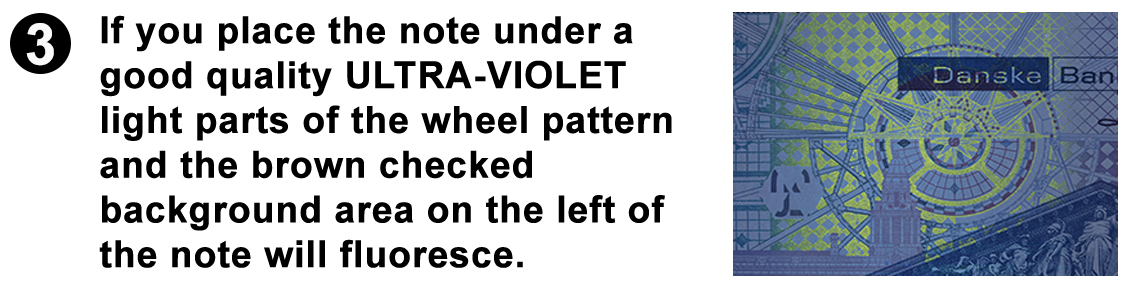 3
If you place the note under a
good quality ULTRA-VIOLET
light parts of the wheel pattern
and the brown checked
background area on the left of
the note will fluoresce.
Danske Ban